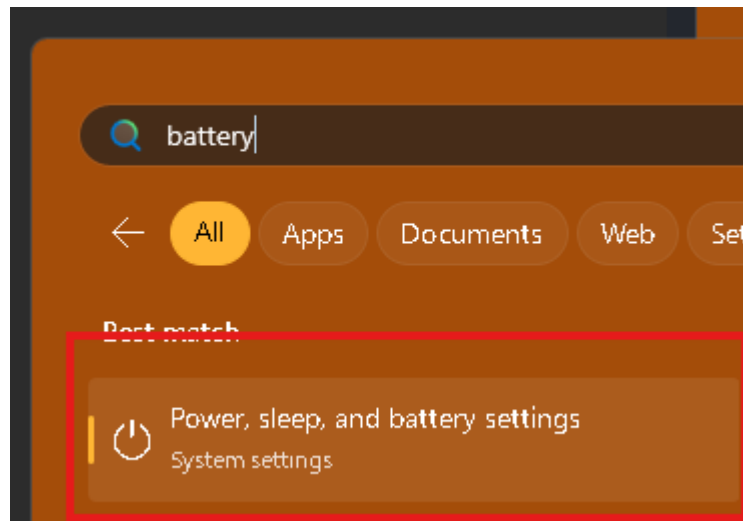 battery
All Apps Documents Web
Best match
Power, sleep, and battery settings
System settings